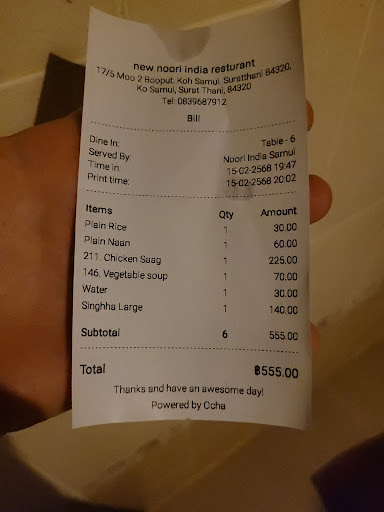 new noori india resturant
17/5 Moo 2 Booput, Koh Samui, Suratthani 84320,
Ko Samui, Surat Thani, 84320
Tel: 0839687912
Bill
Dine In: Table - 6
Served By: Noori India Samui
Time in: 15-02-2568 19:47
Print time: 15-02-2568 20:02
Items Qty Amount
Plain Rice 1 30.00
Plain Naan 1 60.00
211. Chicken Saag 1 225.00
146. Vegetable soup 1 70.00
Water 1 30.00
Singhha Large 1 140.00
Subtotal 6 555.00
Total ฿555.00
Thanks and have an awesome day!
Powered by Ocha